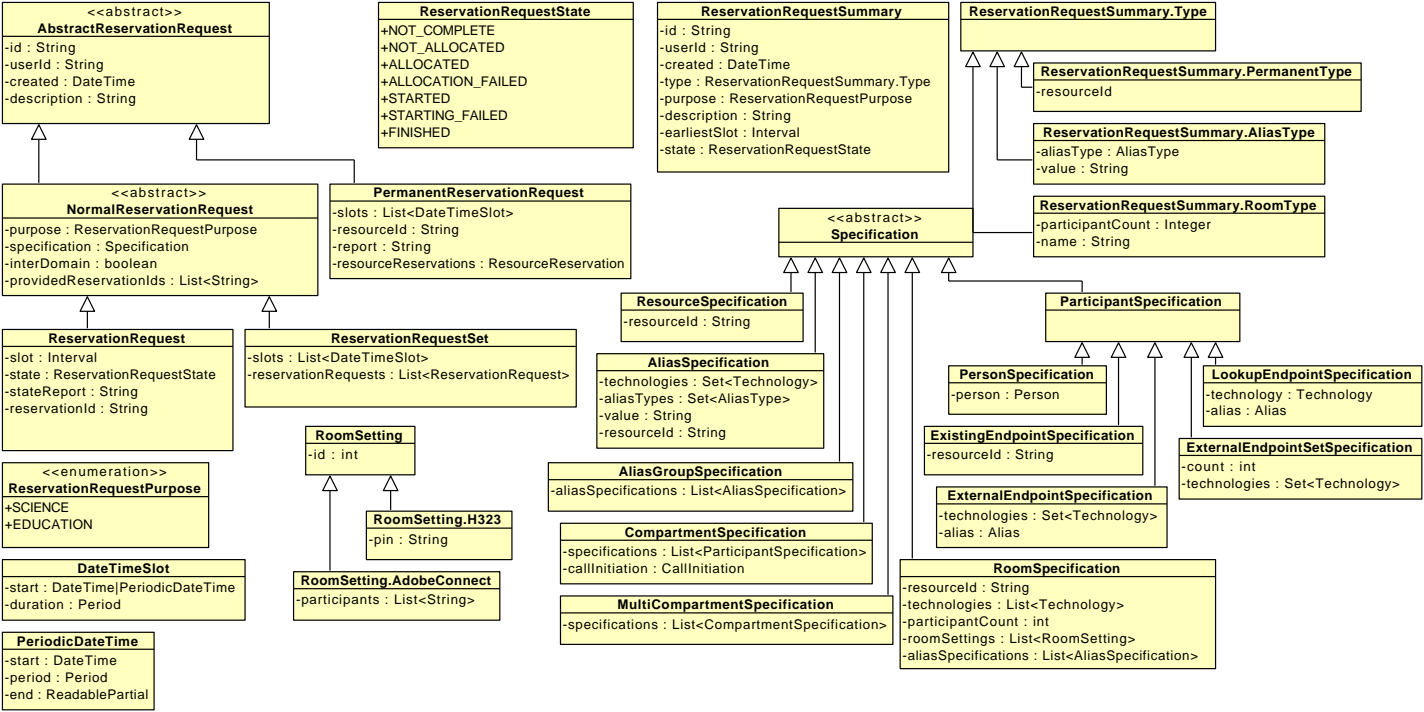 <<abstract>>
AbstractReservationRequest
-id : String
-userId : String
-created : DateTime
-description : String
ReservationRequestState
+NOT_COMPLETE
+NOT_ALLOCATED
+ALLOCATED
+ALLOCATION_FAILED
+STARTED
+STARTING_FAILED
+FINISHED
ReservationRequestSummary
-id : String
-userId : String
-created : DateTime
-type : ReservationRequestSummary.Type
-purpose : ReservationRequestPurpose
-description : String
-earliestSlot : Interval
-state : ReservationRequestState
ReservationRequestSummary.Type
ReservationRequestSummary.PermanentType
-resourceId
ReservationRequestSummary.AliasType
-aliasType : AliasType
-value : String
ReservationRequestSummary.RoomType
-participantCount : Integer
-name : String
<<abstract>>
NormalReservationRequest
-purpose : ReservationRequestPurpose
-specification : Specification
-interDomain : boolean
-providedReservationIds : List<String>
PermanentReservationRequest
-slots : List<DateTimeSlot>
-resourceId : String
-report : String
-resourceReservations : ResourceReservation
<<abstract>>
Specification
ResourceSpecification
-resourceId : String
ParticipantSpecification
ReservationRequest
-slot : Interval
-state : ReservationRequestState
-stateReport : String
-reservationId : String
ReservationRequestSet
-slots : List<DateTimeSlot>
-reservationRequests : List<ReservationRequest>
AliasSpecification
-technologies : Set<Technology>
-aliasTypes : Set<AliasType>
-value : String
-resourceId : String
PersonSpecification
-person : Person
LookupEndpointSpecification
-technology : Technology
-alias : Alias
RoomSetting
-id : int
ExistingEndpointSpecification
-resourceId : String
ExternalEndpointSetSpecification
-count : int
-technologies : Set<Technology>
<<enumeration>>
ReservationRequestPurpose
+SCIENCE
+EDUCATION
AliasGroupSpecification
-aliasSpecifications : List<AliasSpecification>
ExternalEndpointSpecification
-technologies : Set<Technology>
-alias : Alias
RoomSetting.H323
-pin : String
CompartmentSpecification
-specifications : List<ParticipantSpecification>
-callInitiation : CallInitiation
DateTimeSlot
-start : DateTime|PeriodicDateTime
-duration : Period
RoomSetting.AdobeConnect
-participants : List<String>
RoomSpecification
-resourceId : String
-technologies : List<Technology>
-participantCount : int
-roomSettings : List<RoomSetting>
-aliasSpecifications : List<AliasSpecification>
MultiCompartmentSpecification
-specifications : List<CompartmentSpecification>
PeriodicDateTime
-start : DateTime
-period : Period
-end : ReadablePartial